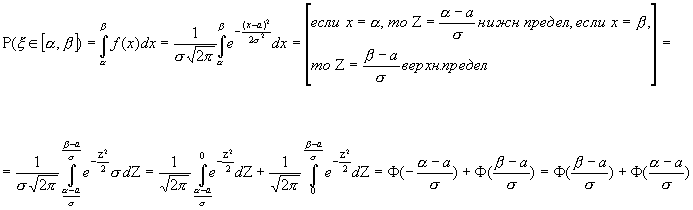 P(ξ∈[α, β]) = ∫_α^β f(x)dx = 1/(σ√(2π)) ∫_α^β e^(-(x-a)²/(2σ²)) dx = [если x = α, то Z = (α-a)/σ нижн предел, если x = β,
то Z = (β-a)/σ верхн.предел] =
= 1/(σ√(2π)) ∫_((α-a)/σ)^((β-a)/σ) e^(-z²/2) σ dZ = 1/√(2π) ∫_((α-a)/σ)^0 e^(-z²/2) dZ + 1/√(2π) ∫_0^((β-a)/σ) e^(-z²/2) dZ = Ф(-(α-a)/σ) + Ф((β-a)/σ) = Ф((β-a)/σ) + Ф((α-a)/σ)